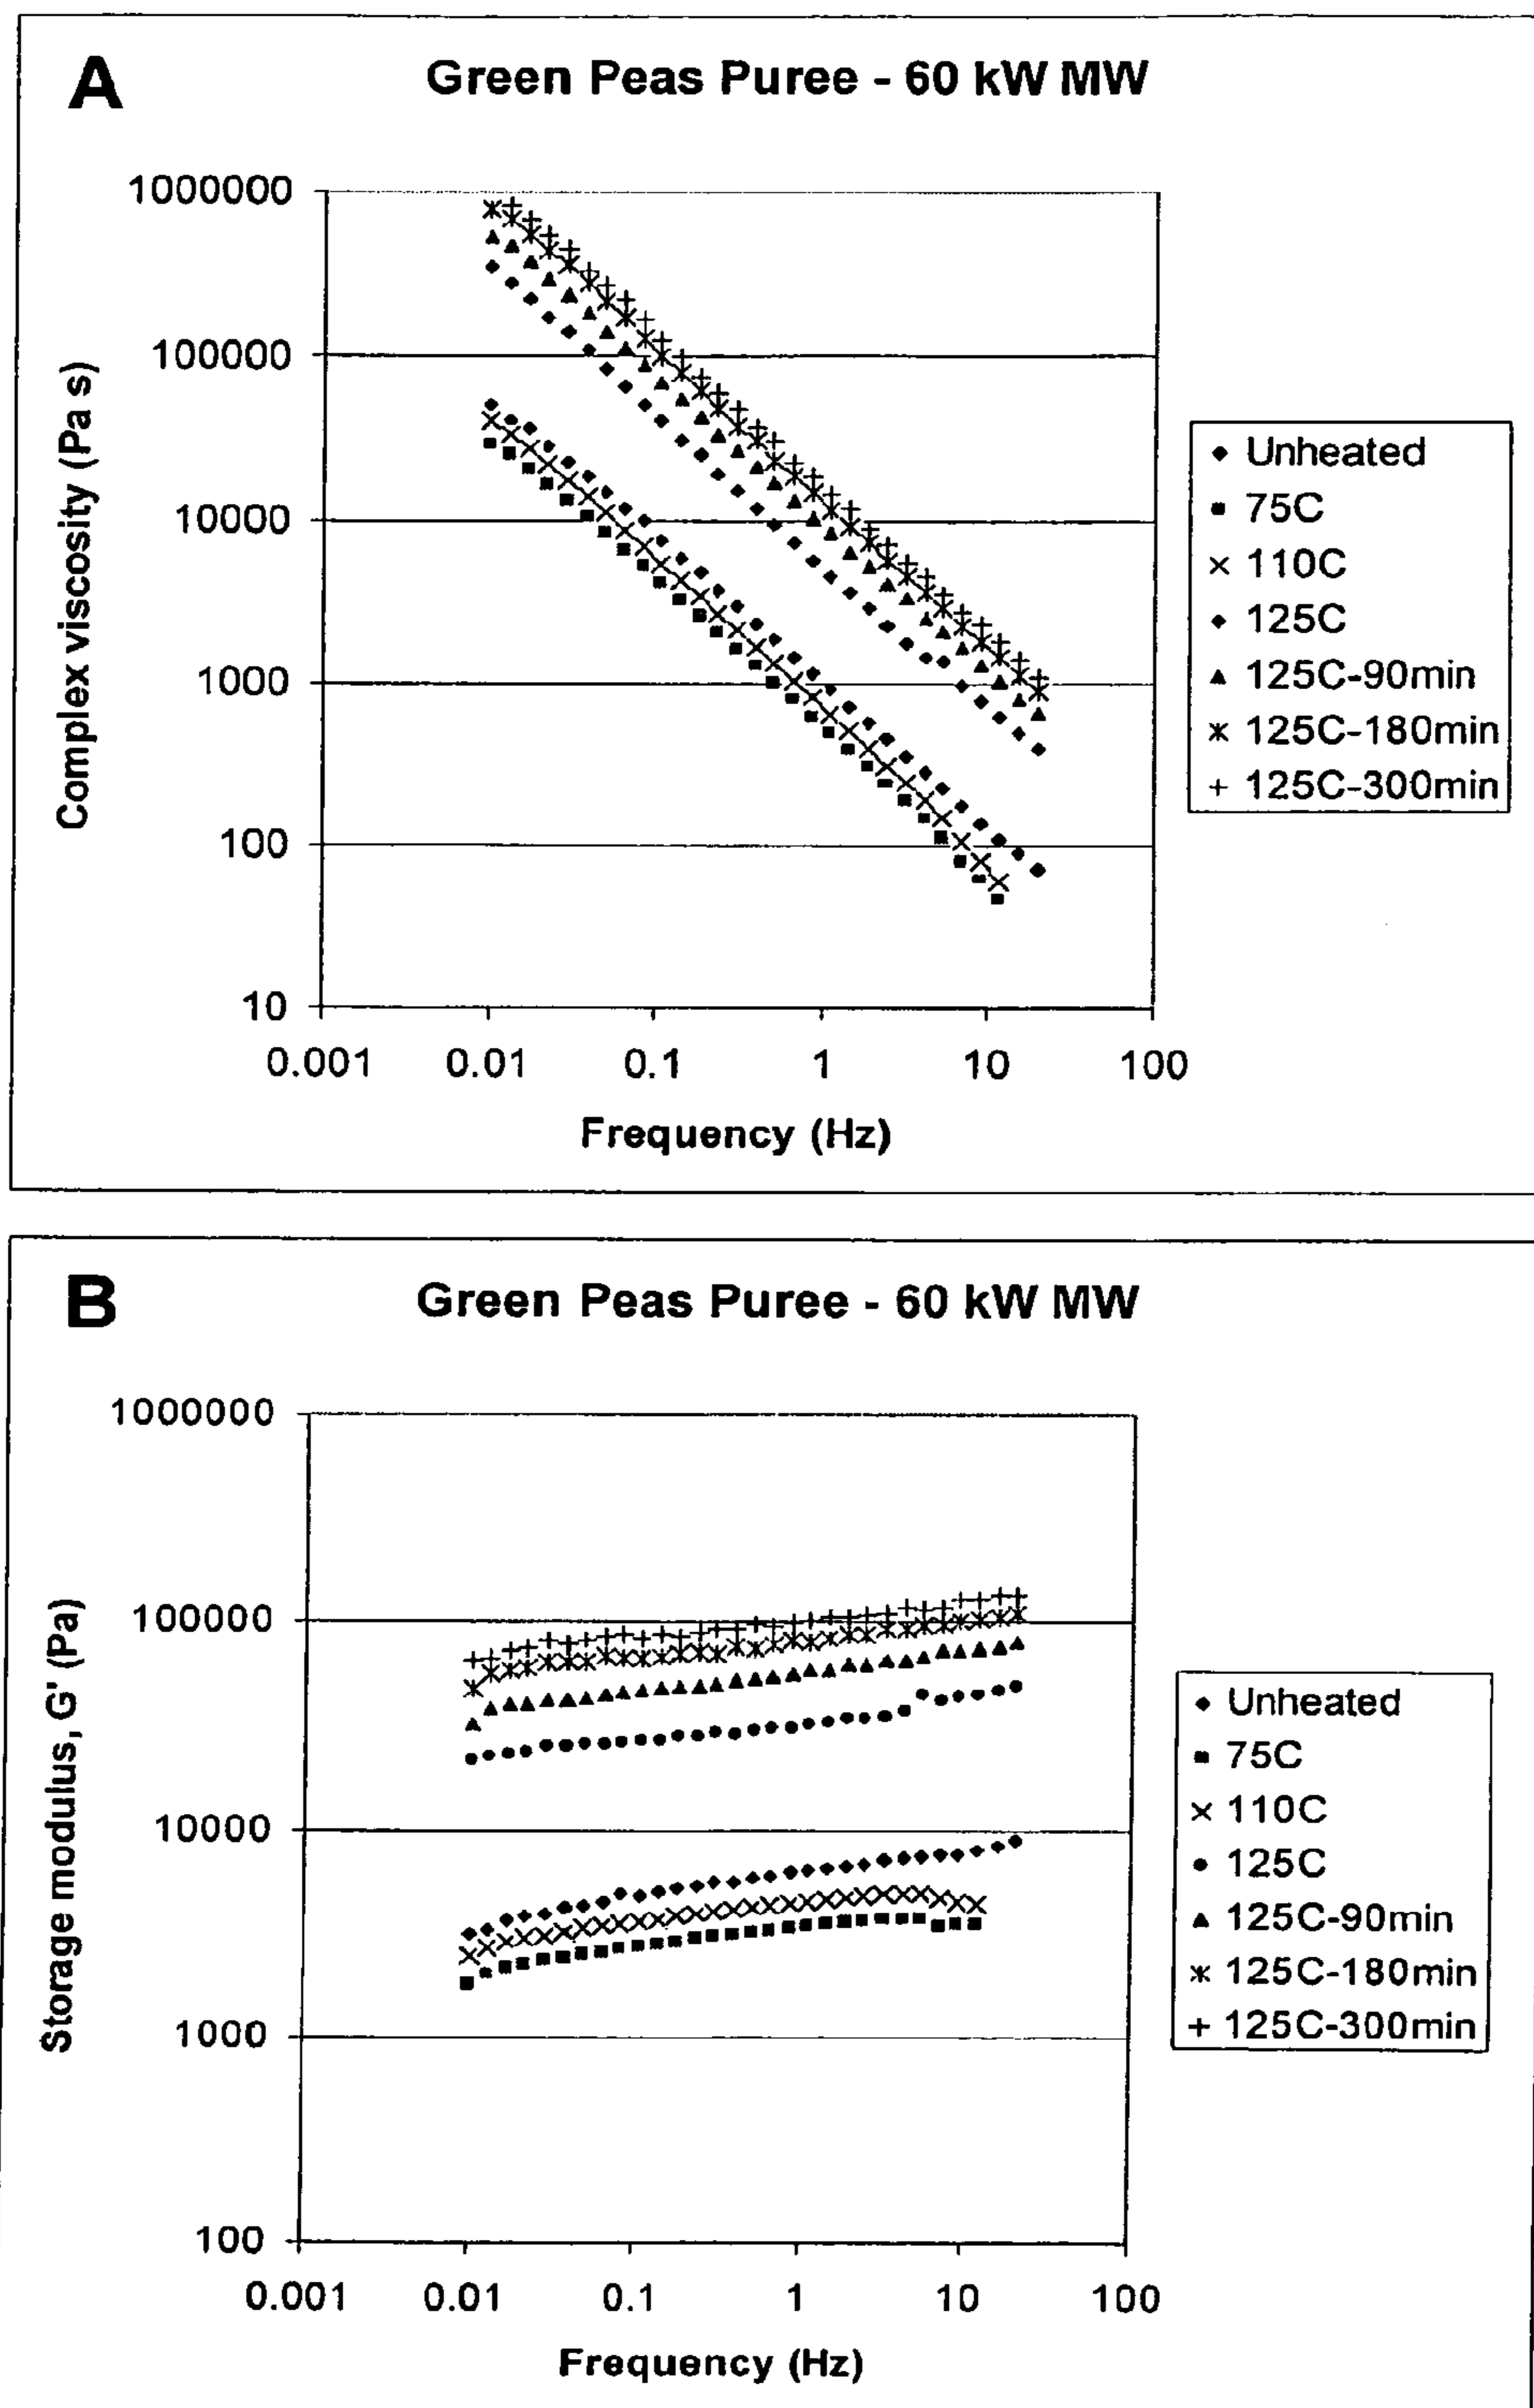 A
Green Peas Puree - 60 kW MW
1000000
100000
10000
1000
100
10
Complex viscosity (Pa s)
0.001 0.01 0.1 1 10 100
Frequency (Hz)
Unheated
75C
110C
125C
125C-90min
125C-180min
125C-300min
B
Green Peas Puree - 60 kW MW
1000000
100000
10000
1000
100
Storage modulus, G' (Pa)
0.001 0.01 0.1 1 10 100
Frequency (Hz)
Unheated
75C
110C
125C
125C-90min
125C-180min
125C-300min